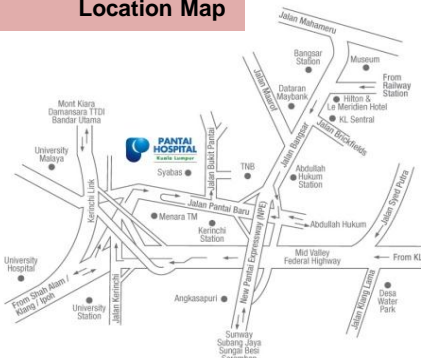 Location Map
Jalan Mahameru
Bangsar
Station
Museum
From
Railway
Station
Jalan Maarof
Dataran
Maybank
Hilton &
Le Meridien Hotel
KL Sentral
Jalan Brickfields
Jalan Bangsar
Mont Kiara
Damansara TTDI
Bandar Utama
PANTAI
HOSPITAL
Kuala Lumpur
Jalan Bukit Pantai
University
Malaya
Syabas
TNB
Abdullah
Hukum
Station
Kerinchi Link
Jalan Pantai Baru
Jalan Syed Putra
Menara TM
Kerinchi
Station
New Pantai Expressway (NPE)
Abdullah Hukum
Mid Valley
Federal Highway
From KL
University
Hospital
From Shah Alam /
Klang / Ipoh
University
Station
Jalan Kerinchi
Angkasapuri
Jalan Klang Lama
Desa
Water
Park
Sunway
Subang Jaya
Sungai Besi